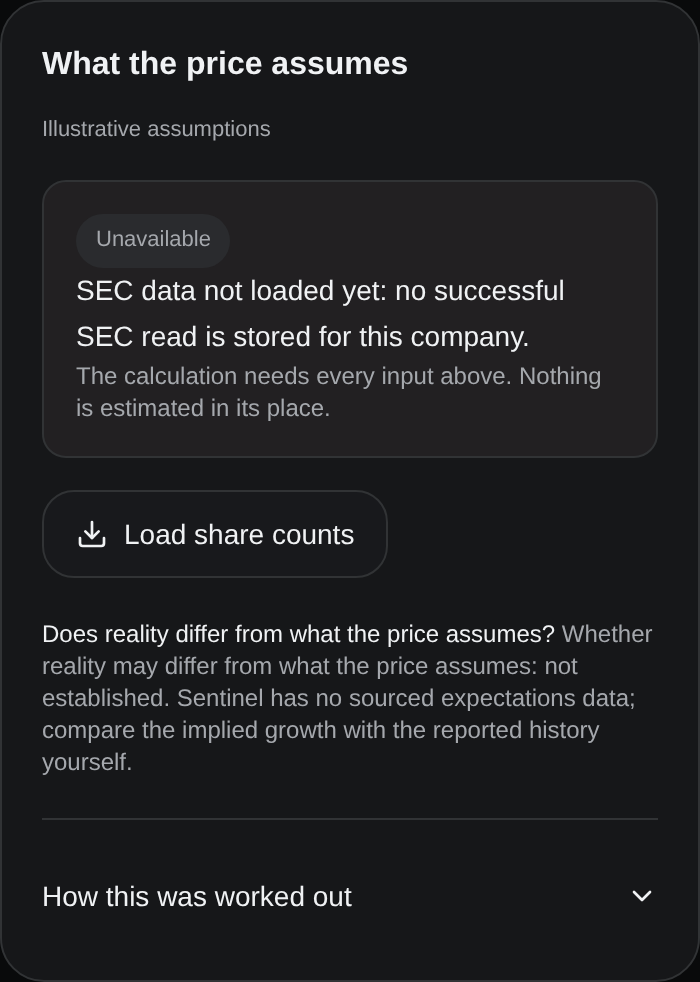 What the price assumes
Illustrative assumptions
Unavailable
SEC data not loaded yet: no successful
SEC read is stored for this company.
The calculation needs every input above. Nothing
is estimated in its place.
Load share counts
Does reality differ from what the price assumes? Whether
reality may differ from what the price assumes: not
established. Sentinel has no sourced expectations data;
compare the implied growth with the reported history
yourself.
How this was worked out